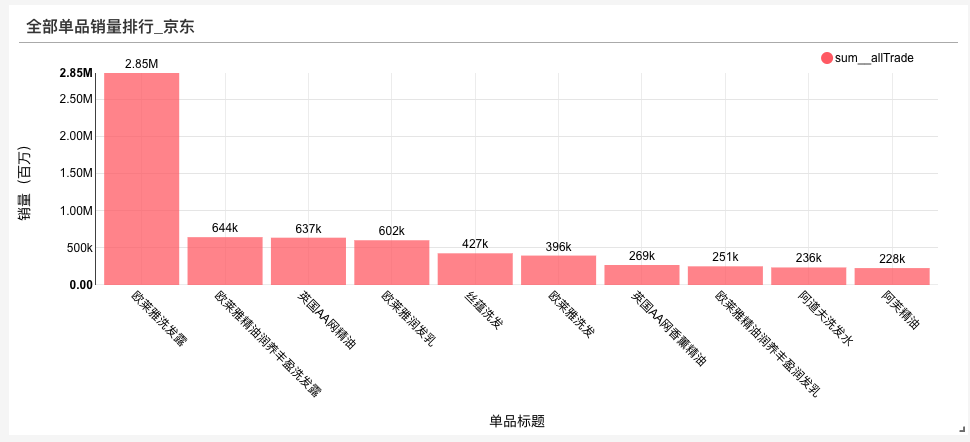 全部单品销量排行_京东
sum__allTrade
销量（百万）
2.85M
2.50M
2.00M
1.50M
1.00M
500k
0.00
2.85M
644k
637k
602k
427k
396k
269k
251k
236k
228k
欧莱雅洗发露
欧莱雅精油润养丰盈洗发露
英国AA网精油
欧莱雅润发乳
丝蕴洗发
欧莱雅洗发
英国AA网香薰精油
欧莱雅精油润养丰盈润发乳
阿道夫洗发水
阿芙精油
单品标题